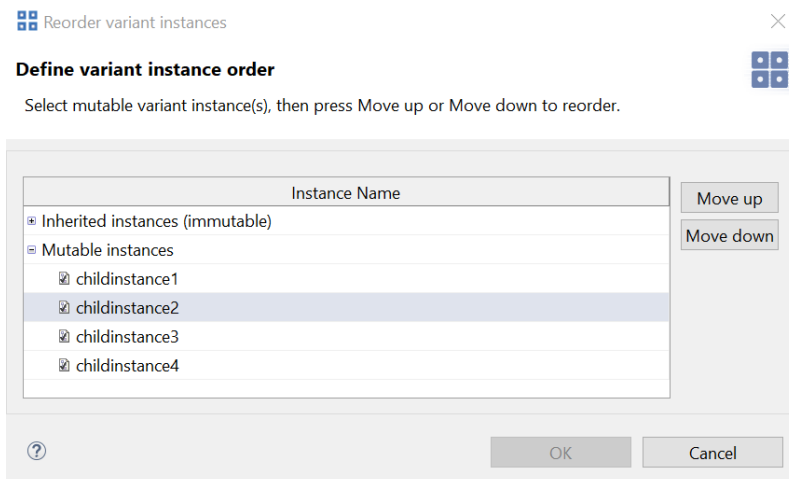 Reorder variant instances
Define variant instance order
Select mutable variant instance(s), then press Move up or Move down to reorder.
Instance Name
Move up
Inherited instances (immutable)
Move down
Mutable instances
childinstance1
childinstance2
childinstance3
childinstance4
?
OK
Cancel